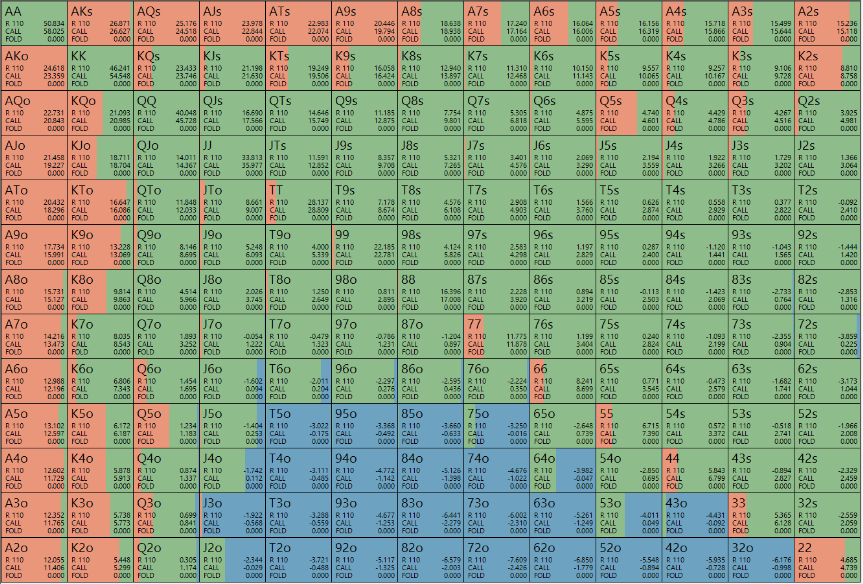 AA AKs AQs AJs ATs A9s A8s A7s A6s A5s A4s A3s A2s
R 110 50.834 R 110 26.871 R 110 25.176 R 110 23.978 R 110 22.983 R 110 20.446 R 110 18.638 R 110 17.240 R 110 16.064 R 110 16.156 R 110 15.718 R 110 15.499 R 110 15.236
CALL 58.025 CALL 26.627 CALL 24.518 CALL 22.844 CALL 22.074 CALL 19.794 CALL 18.938 CALL 17.164 CALL 16.006 CALL 16.319 CALL 15.866 CALL 15.644 CALL 15.118
FOLD 0.000 FOLD 0.000 FOLD 0.000 FOLD 0.000 FOLD 0.000 FOLD 0.000 FOLD 0.000 FOLD 0.000 FOLD 0.000 FOLD 0.000 FOLD 0.000 FOLD 0.000 FOLD 0.000
AKo KK KQs KJs KTs K9s K8s K7s K6s K5s K4s K3s K2s
R 110 24.618 R 110 46.241 R 110 23.433 R 110 21.198 R 110 19.249 R 110 16.058 R 110 12.940 R 110 11.310 R 110 10.150 R 110 9.557 R 110 9.257 R 110 9.106 R 110 8.810
CALL 23.359 CALL 54.548 CALL 23.746 CALL 21.630 CALL 19.506 CALL 16.424 CALL 13.897 CALL 12.468 CALL 11.143 CALL 10.065 CALL 10.167 CALL 9.728 CALL 8.758
FOLD 0.000 FOLD 0.000 FOLD 0.000 FOLD 0.000 FOLD 0.000 FOLD 0.000 FOLD 0.000 FOLD 0.000 FOLD 0.000 FOLD 0.000 FOLD 0.000 FOLD 0.000 FOLD 0.000
AQo KQo QQ QJs QTs Q9s Q8s Q7s Q6s Q5s Q4s Q3s Q2s
R 110 22.731 R 110 21.093 R 110 40.048 R 110 16.690 R 110 14.646 R 110 11.185 R 110 7.754 R 110 5.305 R 110 4.875 R 110 4.740 R 110 4.429 R 110 4.267 R 110 3.925
CALL 20.843 CALL 20.985 CALL 45.728 CALL 17.566 CALL 15.749 CALL 12.875 CALL 9.801 CALL 6.818 CALL 5.595 CALL 4.601 CALL 4.786 CALL 4.516 CALL 4.981
FOLD 0.000 FOLD 0.000 FOLD 0.000 FOLD 0.000 FOLD 0.000 FOLD 0.000 FOLD 0.000 FOLD 0.000 FOLD 0.000 FOLD 0.000 FOLD 0.000 FOLD 0.000 FOLD 0.000
AJo KJo QJo JJ JTs J9s J8s J7s J6s J5s J4s J3s J2s
R 110 21.458 R 110 18.711 R 110 14.011 R 110 33.813 R 110 11.591 R 110 8.357 R 110 5.321 R 110 3.401 R 110 2.069 R 110 2.194 R 110 1.922 R 110 1.729 R 110 1.366
CALL 19.227 CALL 18.704 CALL 14.367 CALL 35.977 CALL 12.852 CALL 9.708 CALL 7.265 CALL 4.576 CALL 3.290 CALL 3.559 CALL 3.266 CALL 3.202 CALL 3.064
FOLD 0.000 FOLD 0.000 FOLD 0.000 FOLD 0.000 FOLD 0.000 FOLD 0.000 FOLD 0.000 FOLD 0.000 FOLD 0.000 FOLD 0.000 FOLD 0.000 FOLD 0.000 FOLD 0.000
ATo KTo QTo JTo TT T9s T8s T7s T6s T5s T4s T3s T2s
R 110 20.432 R 110 16.647 R 110 11.848 R 110 8.661 R 110 28.137 R 110 7.178 R 110 4.576 R 110 2.908 R 110 1.566 R 110 0.626 R 110 0.558 R 110 0.377 R 110 -0.092
CALL 18.296 CALL 16.086 CALL 12.033 CALL 9.007 CALL 28.809 CALL 8.674 CALL 6.108 CALL 4.903 CALL 3.760 CALL 2.874 CALL 2.929 CALL 2.822 CALL 2.410
FOLD 0.000 FOLD 0.000 FOLD 0.000 FOLD 0.000 FOLD 0.000 FOLD 0.000 FOLD 0.000 FOLD 0.000 FOLD 0.000 FOLD 0.000 FOLD 0.000 FOLD 0.000 FOLD 0.000
A9o K9o Q9o J9o T9o 99 98s 97s 96s 95s 94s 93s 92s
R 110 17.734 R 110 13.228 R 110 8.146 R 110 5.248 R 110 4.000 R 110 22.185 R 110 4.124 R 110 2.583 R 110 1.197 R 110 0.287 R 110 -1.120 R 110 -1.043 R 110 -1.444
CALL 15.991 CALL 13.069 CALL 8.695 CALL 6.093 CALL 5.339 CALL 22.781 CALL 5.826 CALL 4.298 CALL 2.829 CALL 2.400 CALL 1.441 CALL 1.565 CALL 1.420
FOLD 0.000 FOLD 0.000 FOLD 0.000 FOLD 0.000 FOLD 0.000 FOLD 0.000 FOLD 0.000 FOLD 0.000 FOLD 0.000 FOLD 0.000 FOLD 0.000 FOLD 0.000 FOLD 0.000
A8o K8o Q8o J8o T8o 98o 88 87s 86s 85s 84s 83s 82s
R 110 15.731 R 110 9.814 R 110 4.514 R 110 2.026 R 110 1.250 R 110 0.811 R 110 16.396 R 110 2.228 R 110 0.894 R 110 -0.113 R 110 -1.423 R 110 -2.733 R 110 -2.853
CALL 15.127 CALL 9.863 CALL 5.966 CALL 3.745 CALL 2.649 CALL 2.895 CALL 17.008 CALL 3.920 CALL 3.219 CALL 2.503 CALL 2.069 CALL 0.764 CALL 1.316
FOLD 0.000 FOLD 0.000 FOLD 0.000 FOLD 0.000 FOLD 0.000 FOLD 0.000 FOLD 0.000 FOLD 0.000 FOLD 0.000 FOLD 0.000 FOLD 0.000 FOLD 0.000 FOLD 0.000
A7o K7o Q7o J7o T7o 97o 87o 77 76s 75s 74s 73s 72s
R 110 14.216 R 110 8.035 R 110 1.893 R 110 -0.054 R 110 -0.479 R 110 -0.786 R 110 -1.204 R 110 11.775 R 110 1.199 R 110 0.240 R 110 -1.093 R 110 -2.355 R 110 -3.859
CALL 13.473 CALL 8.543 CALL 3.251 CALL 1.222 CALL 1.323 CALL 1.231 CALL 0.897 CALL 11.199 CALL 3.404 CALL 2.824 CALL 2.199 CALL 0.904 CALL 0.225
FOLD 0.000 FOLD 0.000 FOLD 0.000 FOLD 0.000 FOLD 0.000 FOLD 0.000 FOLD 0.000 FOLD 0.000 FOLD 0.000 FOLD 0.000 FOLD 0.000 FOLD 0.000 FOLD 0.000
A6o K6o Q6o J6o T6o 96o 86o 76o 66 65s 64s 63s 62s
R 110 12.988 R 110 6.806 R 110 1.454 R 110 -1.602 R 110 -2.011 R 110 -2.297 R 110 -2.595 R 110 -2.224 R 110 8.241 R 110 0.771 R 110 -0.473 R 110 -1.682 R 110 -3.173
CALL 12.196 CALL 7.343 CALL 1.695 CALL 0.094 CALL 0.204 CALL 0.276 CALL 0.436 CALL 0.350 CALL 8.699 CALL 3.545 CALL 2.579 CALL 1.741 CALL 1.044
FOLD 0.000 FOLD 0.000 FOLD 0.000 FOLD 0.000 FOLD 0.000 FOLD 0.000 FOLD 0.000 FOLD 0.000 FOLD 0.000 FOLD 0.000 FOLD 0.000 FOLD 0.000 FOLD 0.000
A5o K5o Q5o J5o T5o 95o 85o 75o 65o 55 54s 53s 52s
R 110 13.102 R 110 6.172 R 110 1.234 R 110 -1.404 R 110 -3.022 R 110 -3.368 R 110 -3.660 R 110 -3.250 R 110 -2.648 R 110 6.715 R 110 0.572 R 110 -0.518 R 110 -1.966
CALL 12.597 CALL 6.187 CALL 1.183 CALL 0.253 CALL -0.175 CALL -0.492 CALL -0.633 CALL -0.016 CALL 0.739 CALL 7.390 CALL 3.372 CALL 2.741 CALL 2.008
FOLD 0.000 FOLD 0.000 FOLD 0.000 FOLD 0.000 FOLD 0.000 FOLD 0.000 FOLD 0.000 FOLD 0.000 FOLD 0.000 FOLD 0.000 FOLD 0.000 FOLD 0.000 FOLD 0.000
A4o K4o Q4o J4o T4o 94o 84o 74o 64o 54o 44 43s 42s
R 110 12.602 R 110 5.878 R 110 0.874 R 110 -1.742 R 110 -3.111 R 110 -4.772 R 110 -5.126 R 110 -4.676 R 110 -3.982 R 110 -2.850 R 110 5.843 R 110 -0.894 R 110 -2.329
CALL 11.729 CALL 5.913 CALL 1.337 CALL 0.112 CALL -0.485 CALL -1.142 CALL -1.398 CALL -1.022 CALL -0.047 CALL 0.695 CALL 6.799 CALL 2.827 CALL 2.459
FOLD 0.000 FOLD 0.000 FOLD 0.000 FOLD 0.000 FOLD 0.000 FOLD 0.000 FOLD 0.000 FOLD 0.000 FOLD 0.000 FOLD 0.000 FOLD 0.000 FOLD 0.000 FOLD 0.000
A3o K3o Q3o J3o T3o 93o 83o 73o 63o 53o 43o 33 32s
R 110 12.352 R 110 5.738 R 110 0.699 R 110 -1.922 R 110 -3.288 R 110 -4.677 R 110 -6.441 R 110 -6.002 R 110 -5.261 R 110 -4.011 R 110 -4.431 R 110 5.365 R 110 -2.559
CALL 11.765 CALL 5.773 CALL 0.841 CALL -0.568 CALL -0.559 CALL -1.253 CALL -2.279 CALL -2.310 CALL -1.249 CALL 0.049 CALL -0.092 CALL 6.128 CALL 2.059
FOLD 0.000 FOLD 0.000 FOLD 0.000 FOLD 0.000 FOLD 0.000 FOLD 0.000 FOLD 0.000 FOLD 0.000 FOLD 0.000 FOLD 0.000 FOLD 0.000 FOLD 0.000 FOLD 0.000
A2o K2o Q2o J2o T2o 92o 82o 72o 62o 52o 42o 32o 22
R 110 12.055 R 110 5.448 R 110 0.305 R 110 -2.344 R 110 -3.721 R 110 -5.117 R 110 -6.579 R 110 -7.609 R 110 -6.850 R 110 -5.548 R 110 -5.935 R 110 -6.176 R 110 4.685
CALL 11.406 CALL 5.299 CALL 1.174 CALL -0.029 CALL -0.488 CALL -1.325 CALL -2.003 CALL -2.426 CALL -1.779 CALL -0.894 CALL -0.728 CALL -0.998 CALL 4.739
FOLD 0.000 FOLD 0.000 FOLD 0.000 FOLD 0.000 FOLD 0.000 FOLD 0.000 FOLD 0.000 FOLD 0.000 FOLD 0.000 FOLD 0.000 FOLD 0.000 FOLD 0.000 FOLD 0.000